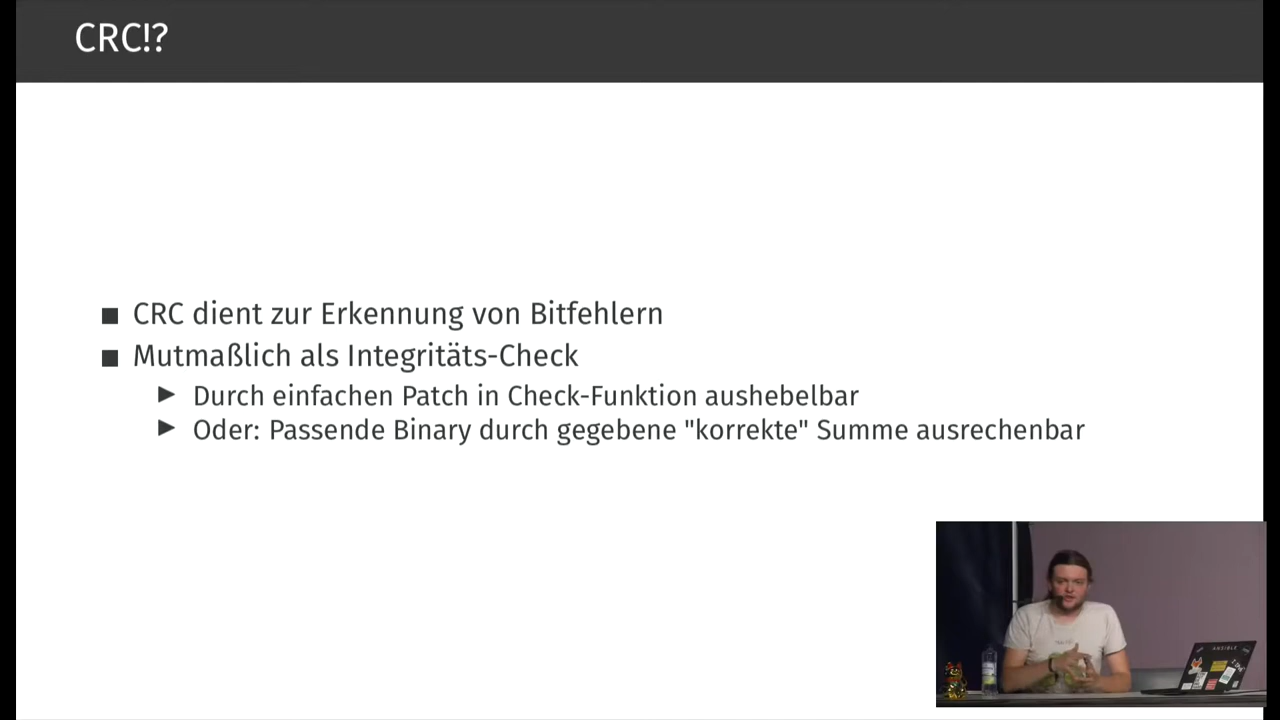 CRC!?
CRC dient zur Erkennung von Bitfehlern
Mutmaßlich als Integritäts-Check
Durch einfachen Patch in Check-Funktion aushebelbar
Oder: Passende Binary durch gegebene "korrekte" Summe ausrechenbar
ANSIBLE